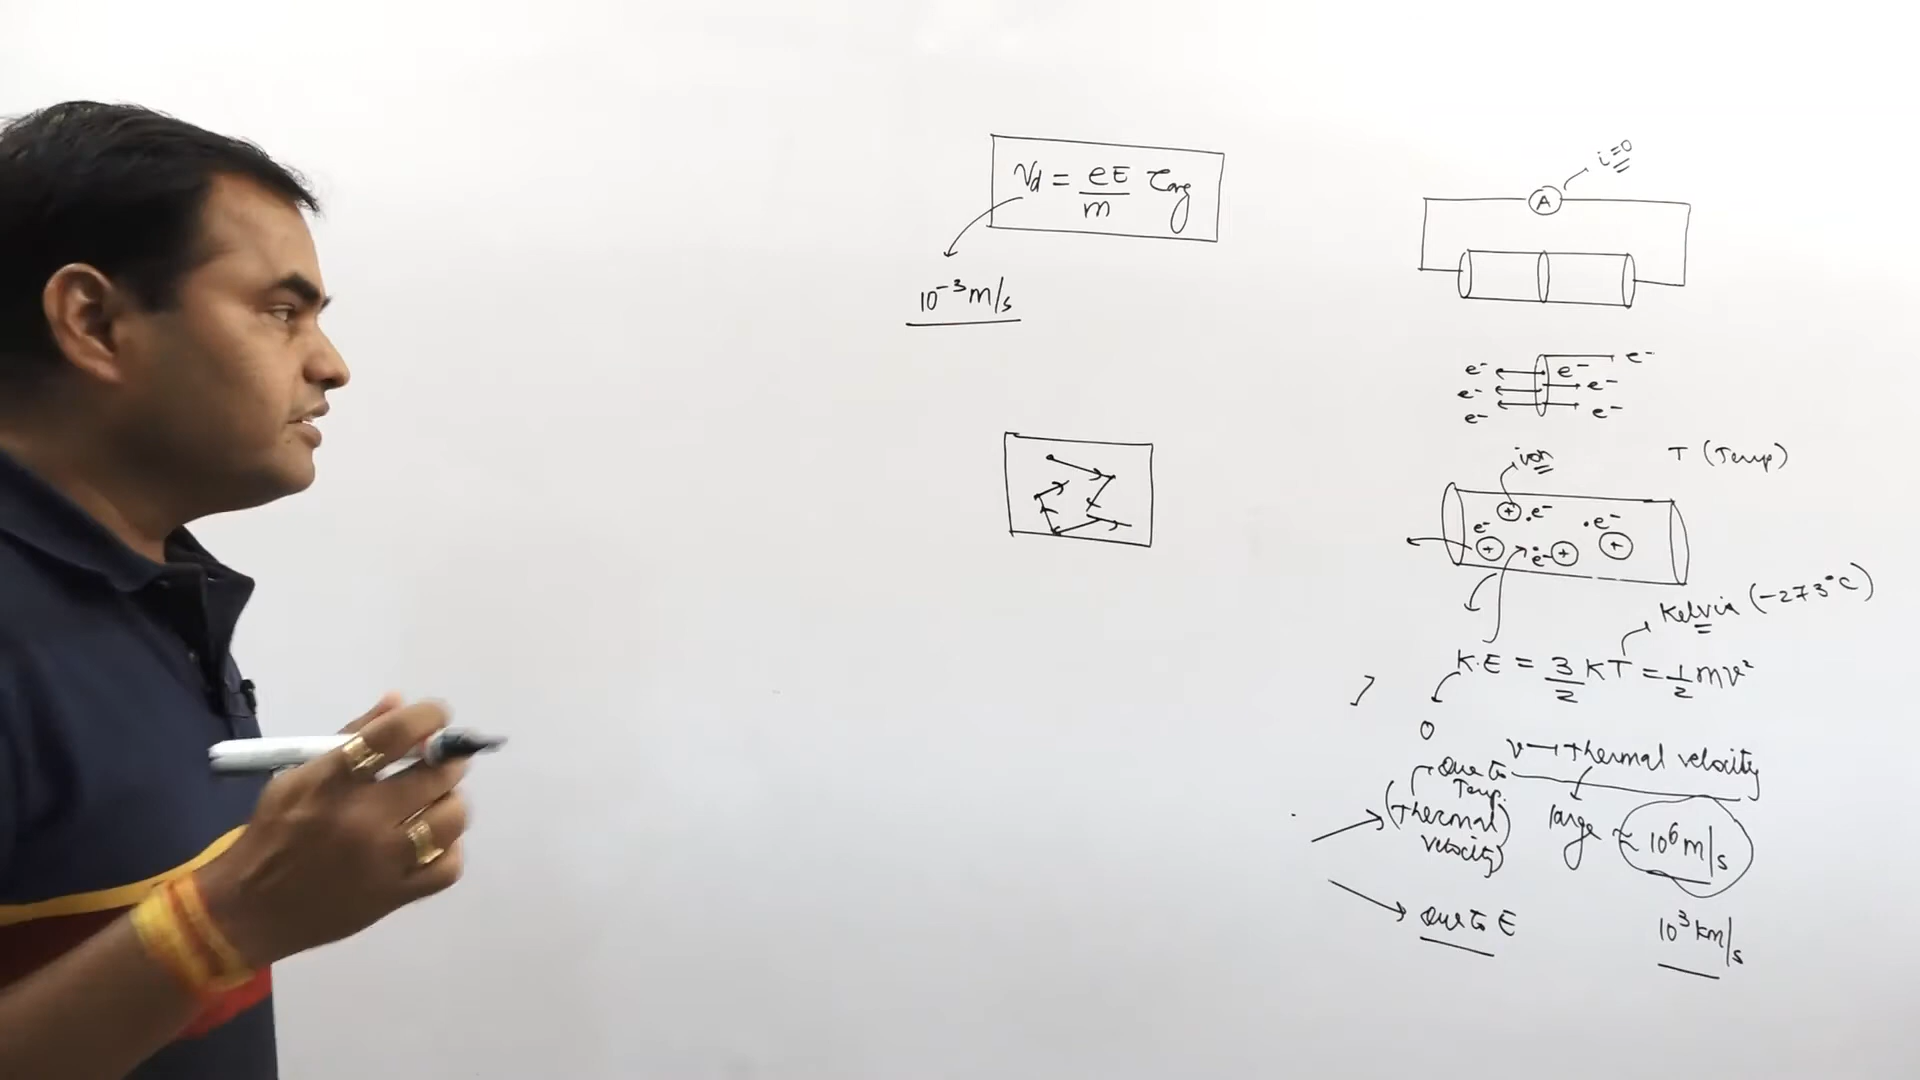 i=0
A
Vd = eE/m τavg
10⁻³ m/s
e⁻ e⁻ e⁻
e⁻ e⁻
e⁻ e⁻
ion
T (Temp)
+ e⁻ e⁻
e⁻ + e⁻ + +
Kelvin (-273°C)
K.E = 3/2 KT = 1/2 mv²
0
v → Thermal velocity
Due to
Temp.
(Thermal
velocity)
large ≈ 10⁶ m/s
Due to E
10³ km/s